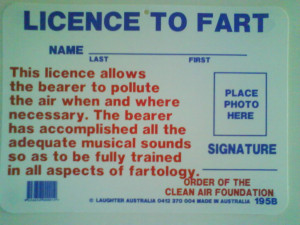 LICENCE TO FART
NAME
LAST FIRST
This licence allows
the bearer to pollute
the air when and where
necessary. The bearer
has accomplished all the
adequate musical sounds
so as to be fully trained
in all aspects of fartology.
PLACE
PHOTO
HERE
SIGNATURE
ORDER OF THE
CLEAN AIR FOUNDATION
© LAUGHTER AUSTRALIA 0412 370 004 MADE IN AUSTRALIA 195B